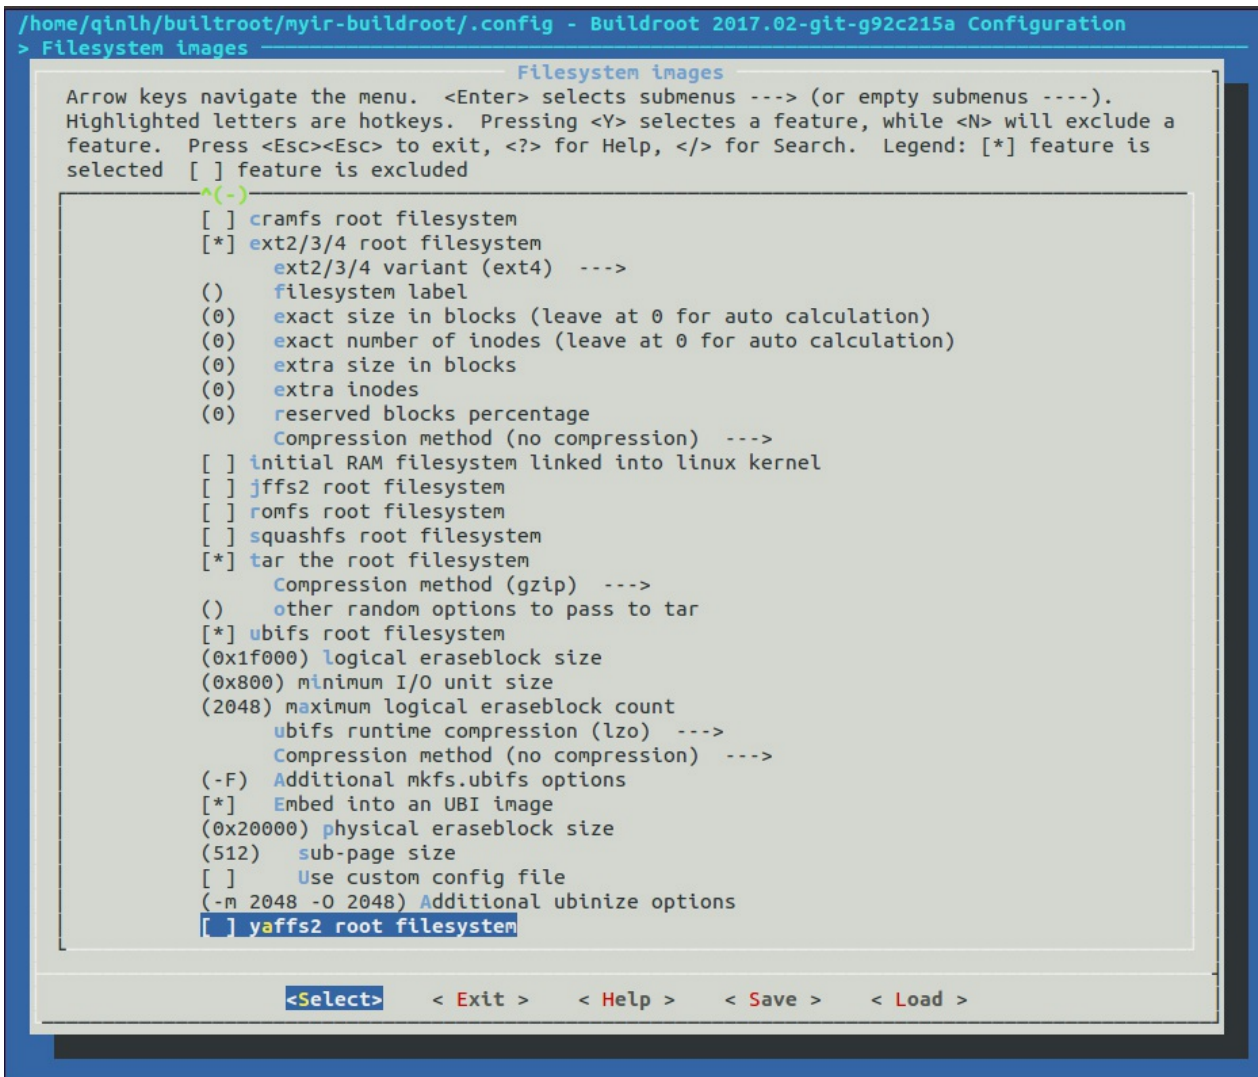 /home/qinlh/builtroot/myir-buildroot/.config - Buildroot 2017.02-git-g92c215a Configuration
> Filesystem images
Filesystem images
Arrow keys navigate the menu.  <Enter> selects submenus ---> (or empty submenus ----).
Highlighted letters are hotkeys.  Pressing <Y> selectes a feature, while <N> will exclude a
feature.  Press <Esc><Esc> to exit, <?> for Help, </> for Search.  Legend: [*] feature is
selected  [ ] feature is excluded
^(-)
[ ] cramfs root filesystem
[*] ext2/3/4 root filesystem
ext2/3/4 variant (ext4)  --->
()    filesystem label
(0)   exact size in blocks (leave at 0 for auto calculation)
(0)   exact number of inodes (leave at 0 for auto calculation)
(0)   extra size in blocks
(0)   extra inodes
(0)   reserved blocks percentage
Compression method (no compression)  --->
[ ] initial RAM filesystem linked into linux kernel
[ ] jffs2 root filesystem
[ ] romfs root filesystem
[ ] squashfs root filesystem
[*] tar the root filesystem
Compression method (gzip)  --->
()    other random options to pass to tar
[*] ubifs root filesystem
(0x1f000) logical eraseblock size
(0x800) minimum I/O unit size
(2048) maximum logical eraseblock count
ubifs runtime compression (lzo)  --->
Compression method (no compression)  --->
(-F)  Additional mkfs.ubifs options
[*]   Embed into an UBI image
(0x20000) physical eraseblock size
(512)   sub-page size
[ ]     Use custom config file
(-m 2048 -O 2048) Additional ubinize options
[ ] yaffs2 root filesystem
<Select>    < Exit >    < Help >    < Save >    < Load >